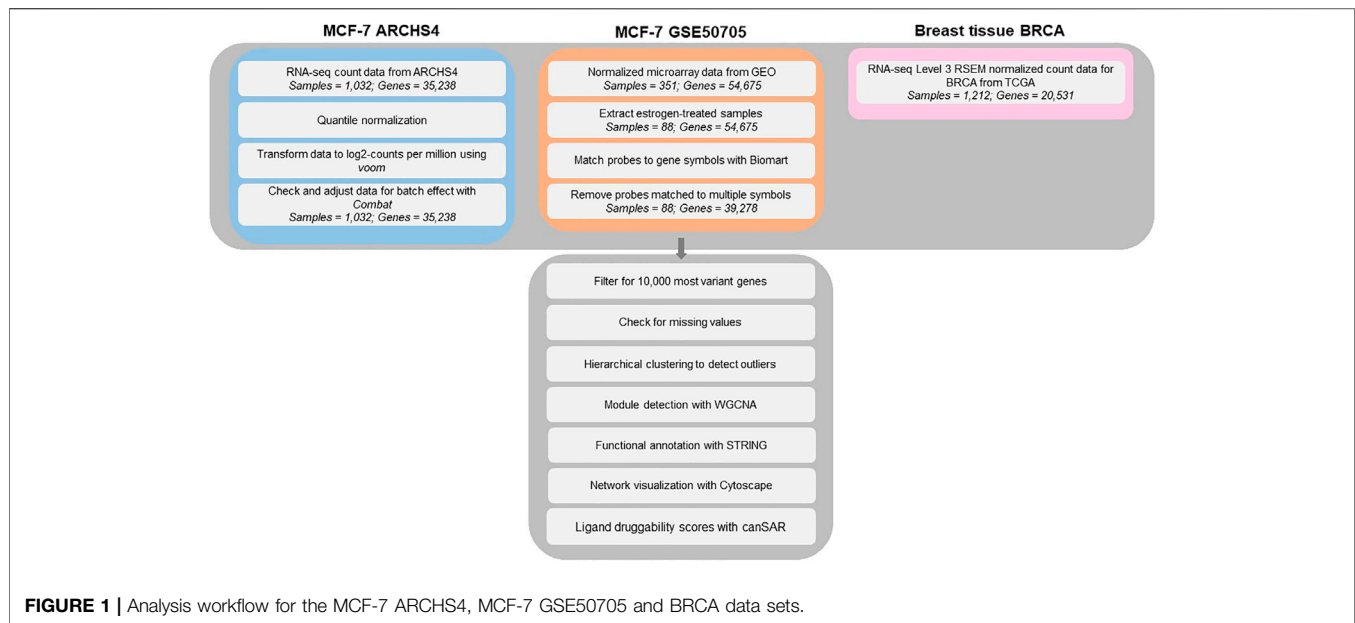 MCF-7 ARCHS4
RNA-seq count data from ARCHS4
Samples = 1,032; Genes = 35,238
Quantile normalization
Transform data to log2-counts per million using
voom
Check and adjust data for batch effect with
Combat
Samples = 1,032; Genes = 35,238
MCF-7 GSE50705
Normalized microarray data from GEO
Samples = 351; Genes = 54,675
Extract estrogen-treated samples
Samples = 88; Genes = 54,675
Match probes to gene symbols with Biomart
Remove probes matched to multiple symbols
Samples = 88; Genes = 39,278
Breast tissue BRCA
RNA-seq Level 3 RSEM normalized count data for
BRCA from TCGA
Samples = 1,212; Genes = 20,531
Filter for 10,000 most variant genes
Check for missing values
Hierarchical clustering to detect outliers
Module detection with WGCNA
Functional annotation with STRING
Network visualization with Cytoscape
Ligand druggability scores with canSAR
FIGURE 1 | Analysis workflow for the MCF-7 ARCHS4, MCF-7 GSE50705 and BRCA data sets.